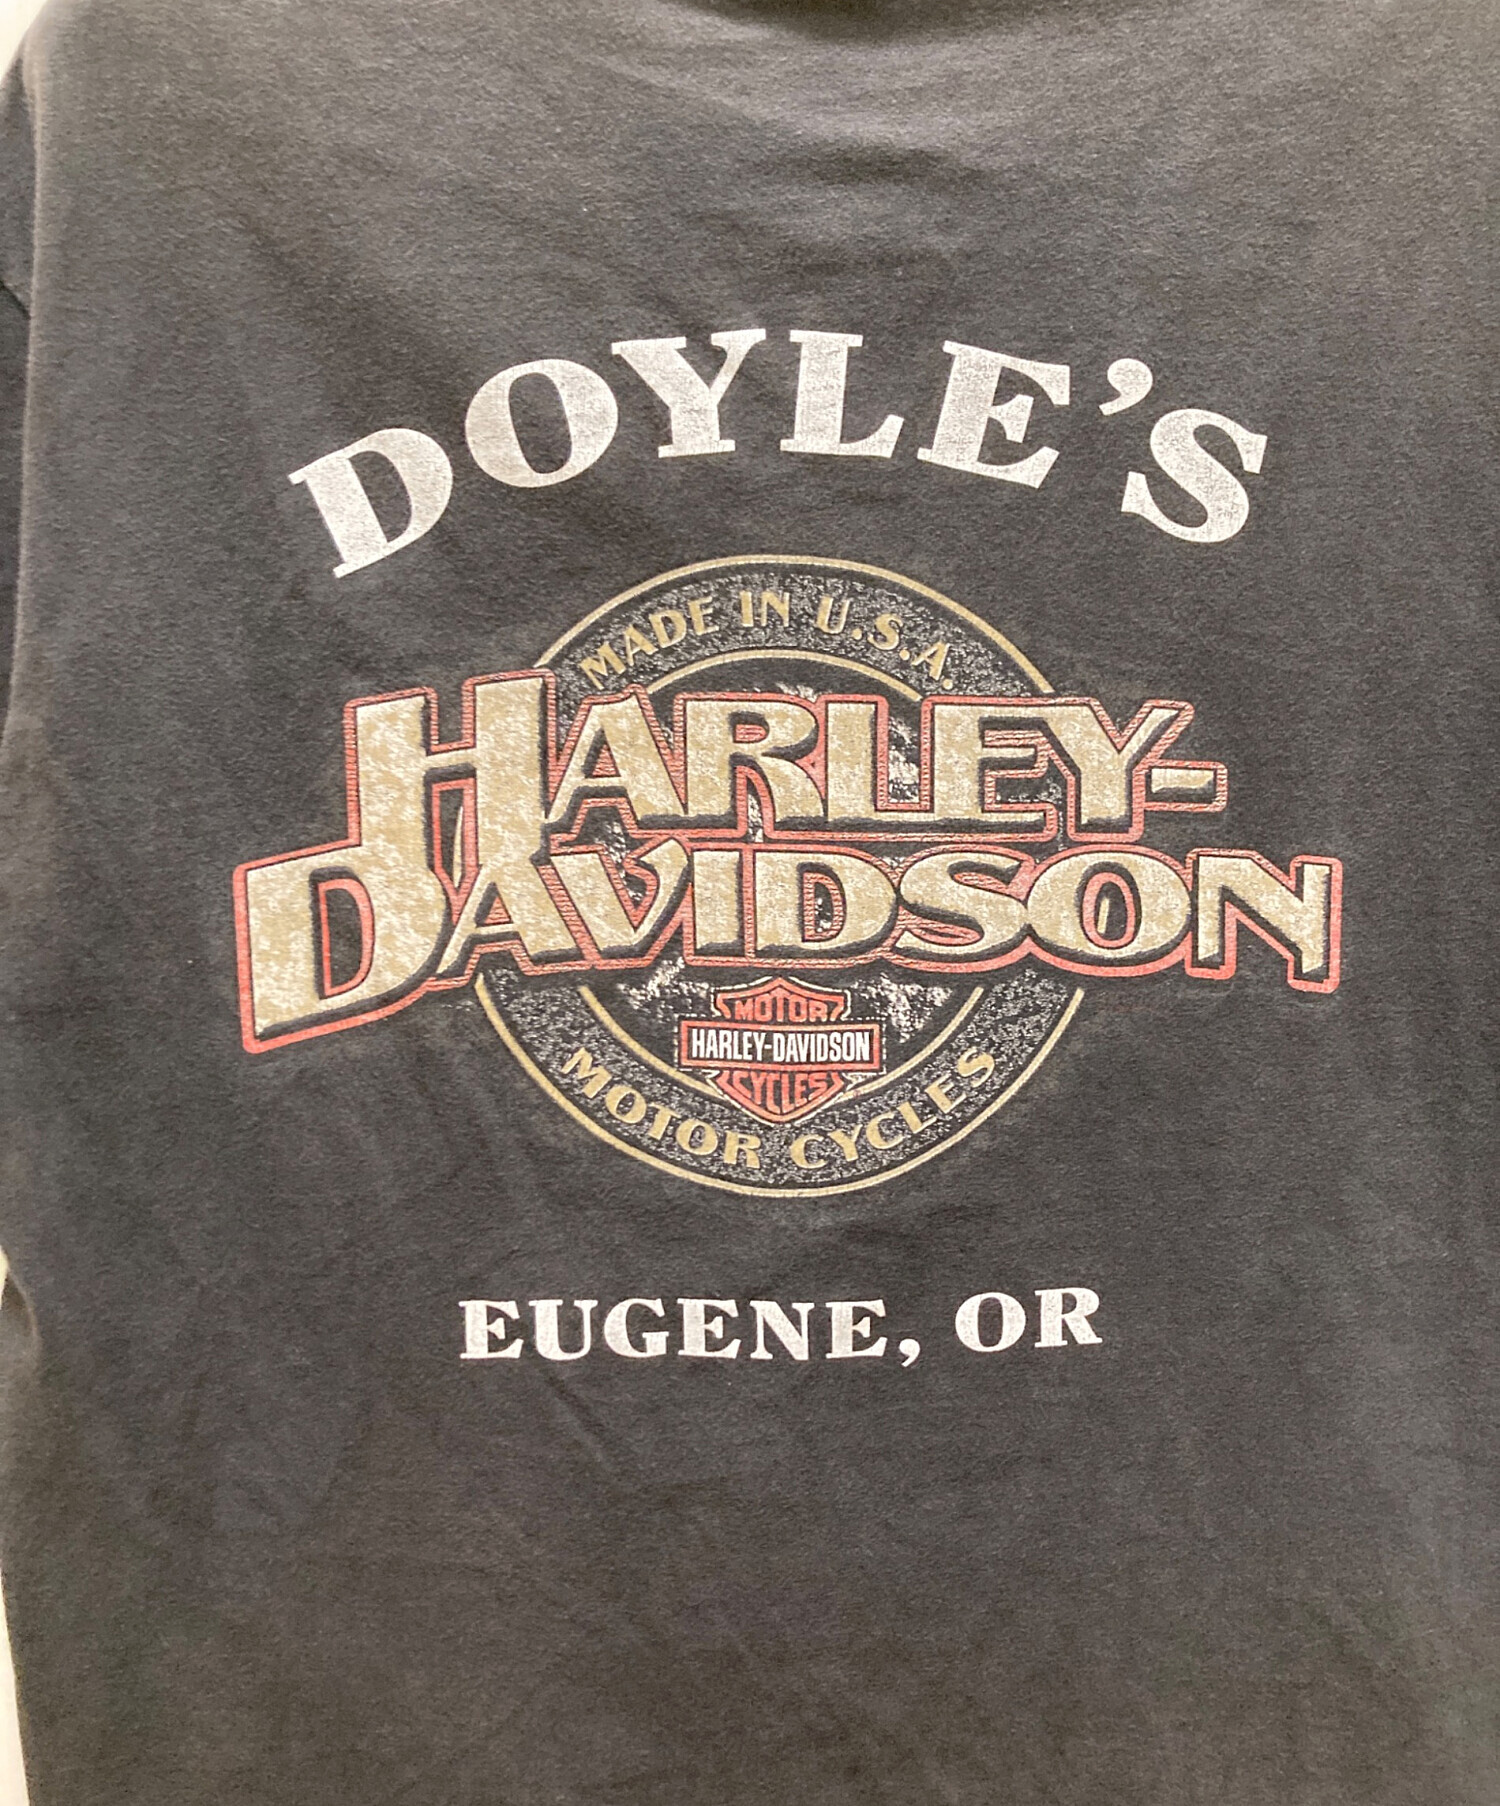 DOYLE'S
MADE IN U.S.A.
HARLEY-
DAVIDSON
MOTOR
HARLEY-DAVIDSON
CYCLES
MOTOR CYCLES
EUGENE, OR